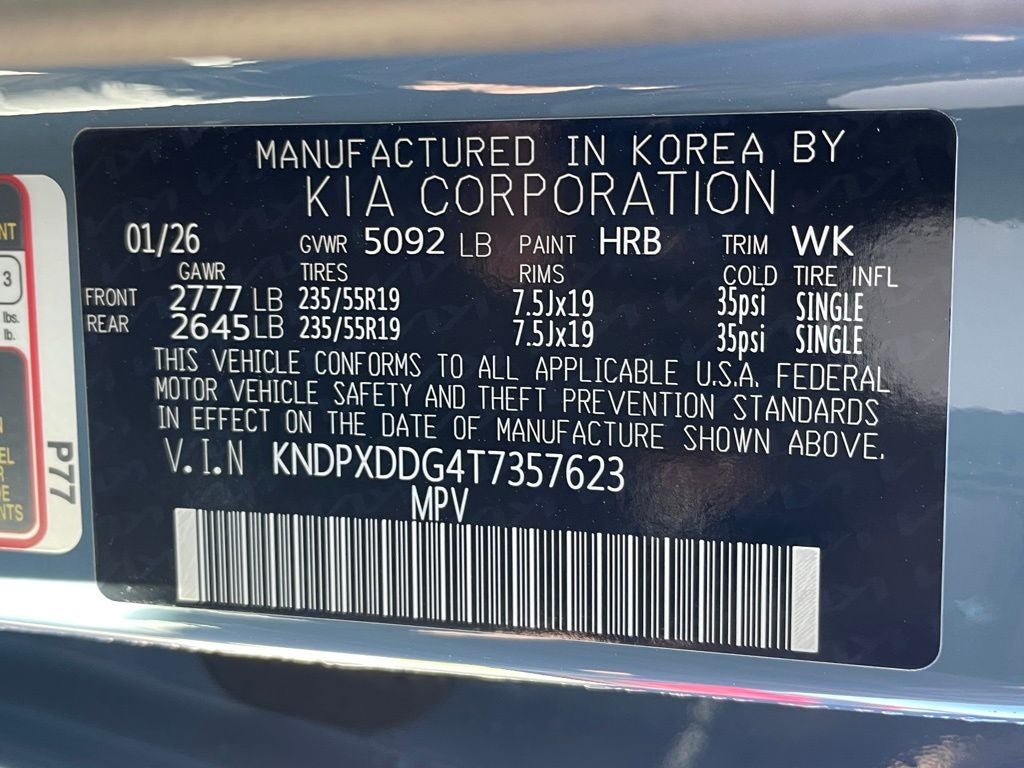 MANUFACTURED IN KOREA BY
KIA CORPORATION
01/26 GVWR 5092 LB PAINT HRB TRIM WK
GAWR TIRES RIMS COLD TIRE INFL
FRONT 2777 LB 235/55R19 7.5Jx19 35psi SINGLE
REAR 2645 LB 235/55R19 7.5Jx19 35psi SINGLE
THIS VEHICLE CONFORMS TO ALL APPLICABLE U.S.A. FEDERAL
MOTOR VEHICLE SAFETY AND THEFT PREVENTION STANDARDS
IN EFFECT ON THE DATE OF MANUFACTURE SHOWN ABOVE.
V.I.N KNDPXDDG4T7357623
MPV
3
lbs.
lb.
P77